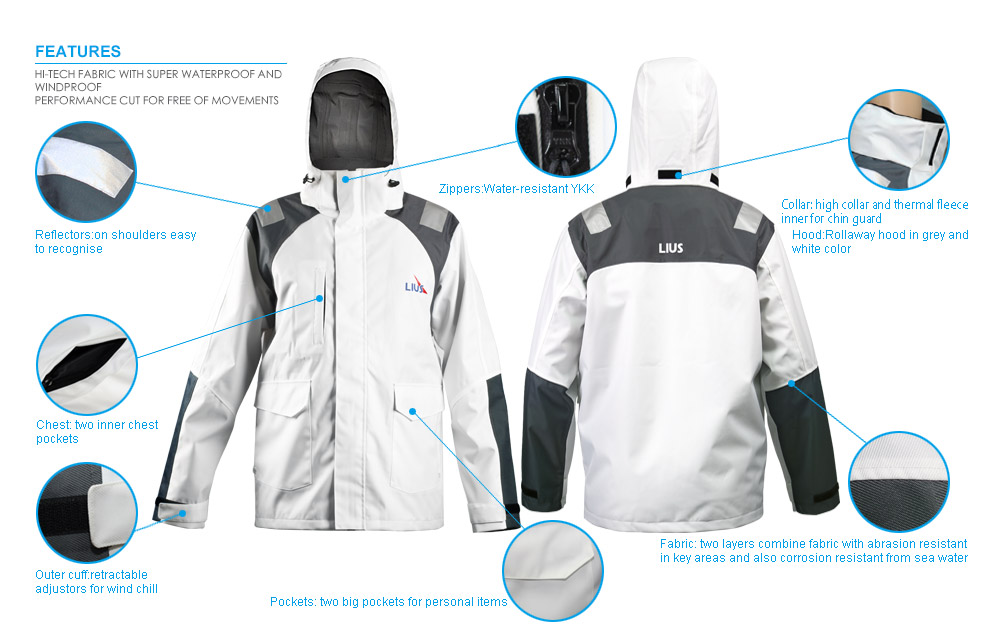 FEATURES
HI-TECH FABRIC WITH SUPER WATERPROOF AND
WINDPROOF
PERFORMANCE CUT FOR FREE OF MOVEMENTS
YKK
Zippers:Water-resistant YKK
Reflectors:on shoulders easy
to recognise
Collar: high collar and thermal fleece
inner for chin guard
Hood:Rollaway hood in grey and
white color
LIUS
LIUS
Chest: two inner chest
pockets
Outer cuff:retractable
adjustors for wind chill
Pockets: two big pockets for personal items
Fabric: two layers combine fabric with abrasion resistant
in key areas and also corrosion resistant from sea water